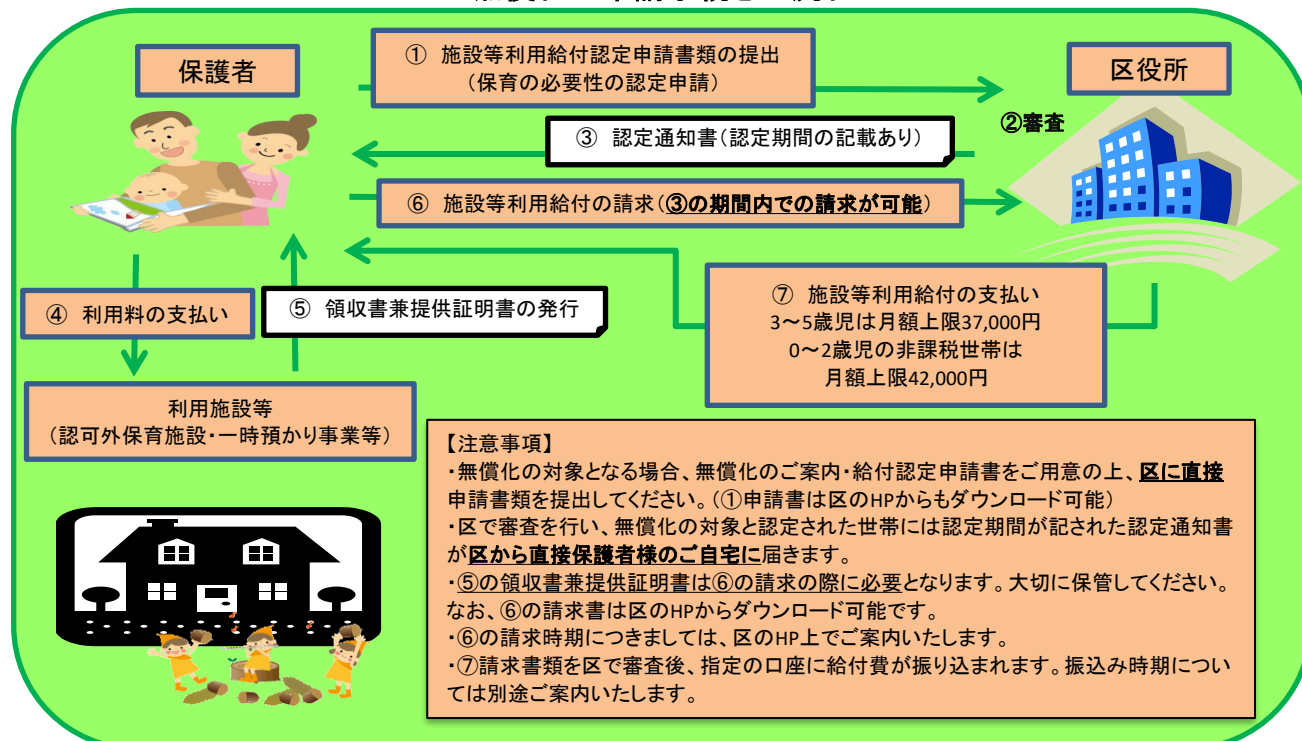 保護者
① 施設等利用給付認定申請書類の提出
(保育の必要性の認定申請)
区役所
②審査
③ 認定通知書(認定期間の記載あり)
⑥ 施設等利用給付の請求(③の期間内での請求が可能)
④ 利用料の支払い
⑤ 領収書兼提供証明書の発行
⑦ 施設等利用給付の支払い
3~5歳児は月額上限37,000円
0~2歳児の非課税世帯は
月額上限42,000円
利用施設等
(認可外保育施設・一時預かり事業等)
【注意事項】
・無償化の対象となる場合、無償化のご案内・給付認定申請書をご用意の上、区に直接
申請書類を提出してください。(①申請書は区のHPからもダウンロード可能)
・区で審査を行い、無償化の対象と認定された世帯には認定期間が記された認定通知書
が区から直接保護者様のご自宅に届きます。
・⑤の領収書兼提供証明書は⑥の請求の際に必要となります。大切に保管してください。
なお、⑥の請求書は区のHPからダウンロード可能です。
・⑥の請求時期につきましては、区のHP上でご案内いたします。
・⑦請求書類を区で審査後、指定の口座に給付費が振り込まれます。振込み時期につい
ては別途ご案内いたします。